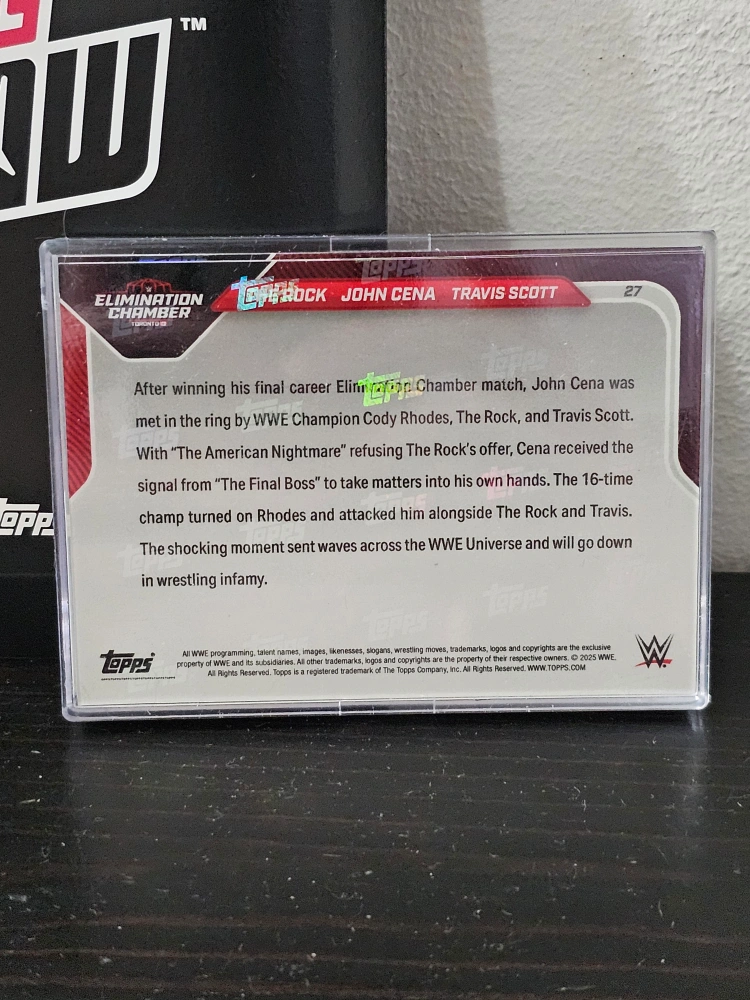 TM
ELIMINATION
CHAMBER
TORONTO
Topps
ROCK JOHN CENA TRAVIS SCOTT
27
After winning his final career Elimination Chamber match, John Cena was
met in the ring by WWE Champion Cody Rhodes, The Rock, and Travis Scott.
With “The American Nightmare” refusing The Rock's offer, Cena received the
signal from “The Final Boss” to take matters into his own hands. The 16-time
champ turned on Rhodes and attacked him alongside The Rock and Travis.
The shocking moment sent waves across the WWE Universe and will go down
in wrestling infamy.
Topps
Topps
All WWE programming, talent names, images, likenesses, slogans, wrestling moves, trademarks, logos and copyrights are the exclusive
property of WWE and its subsidiaries. All other trademarks, logos and copyrights are the property of their respective owners. © 2025 WWE.
All Rights Reserved. Topps is a registered trademark of The Topps Company, Inc. All Rights Reserved. WWW.TOPPS.COM
W